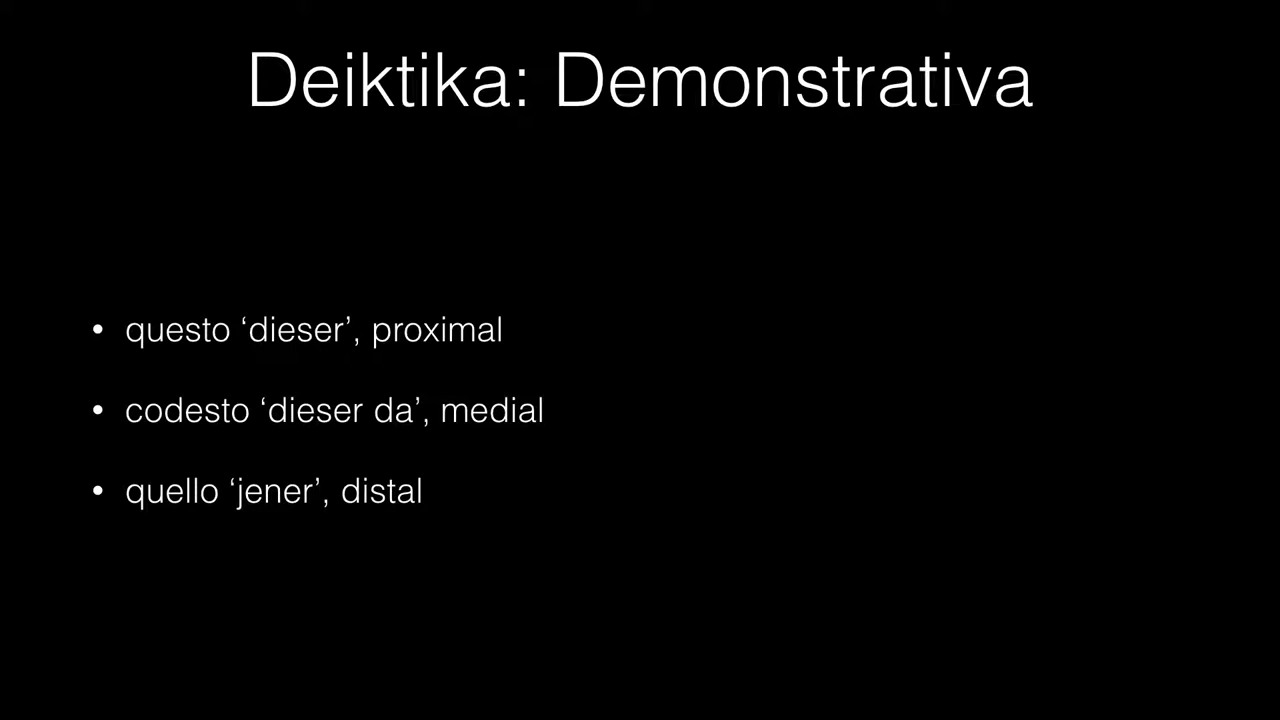 Deiktika: Demonstrativa
• questo ‘dieser’, proximal
• codesto ‘dieser da’, medial
• quello ‘jener’, distal